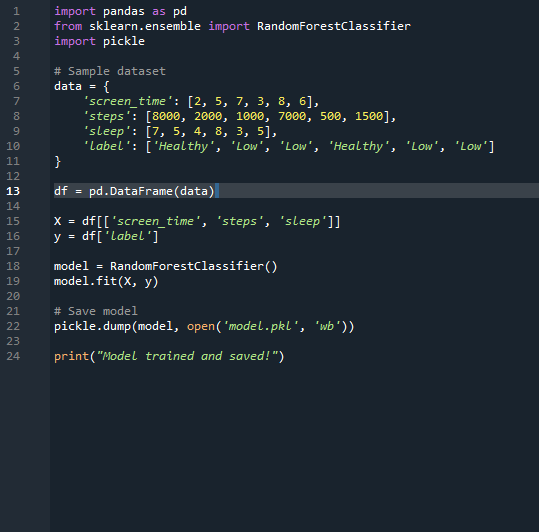 1 import pandas as pd
2 from sklearn.ensemble import RandomForestClassifier
3 import pickle
4
5 # Sample dataset
6 data = {
7     'screen_time': [2, 5, 7, 3, 8, 6],
8     'steps': [8000, 2000, 1000, 7000, 500, 1500],
9     'sleep': [7, 5, 4, 8, 3, 5],
10     'label': ['Healthy', 'Low', 'Low', 'Healthy', 'Low', 'Low']
11 }
12
13 df = pd.DataFrame(data)
14
15 X = df[['screen_time', 'steps', 'sleep']]
16 y = df['label']
17
18 model = RandomForestClassifier()
19 model.fit(X, y)
20
21 # Save model
22 pickle.dump(model, open('model.pkl', 'wb'))
23
24 print("Model trained and saved!")